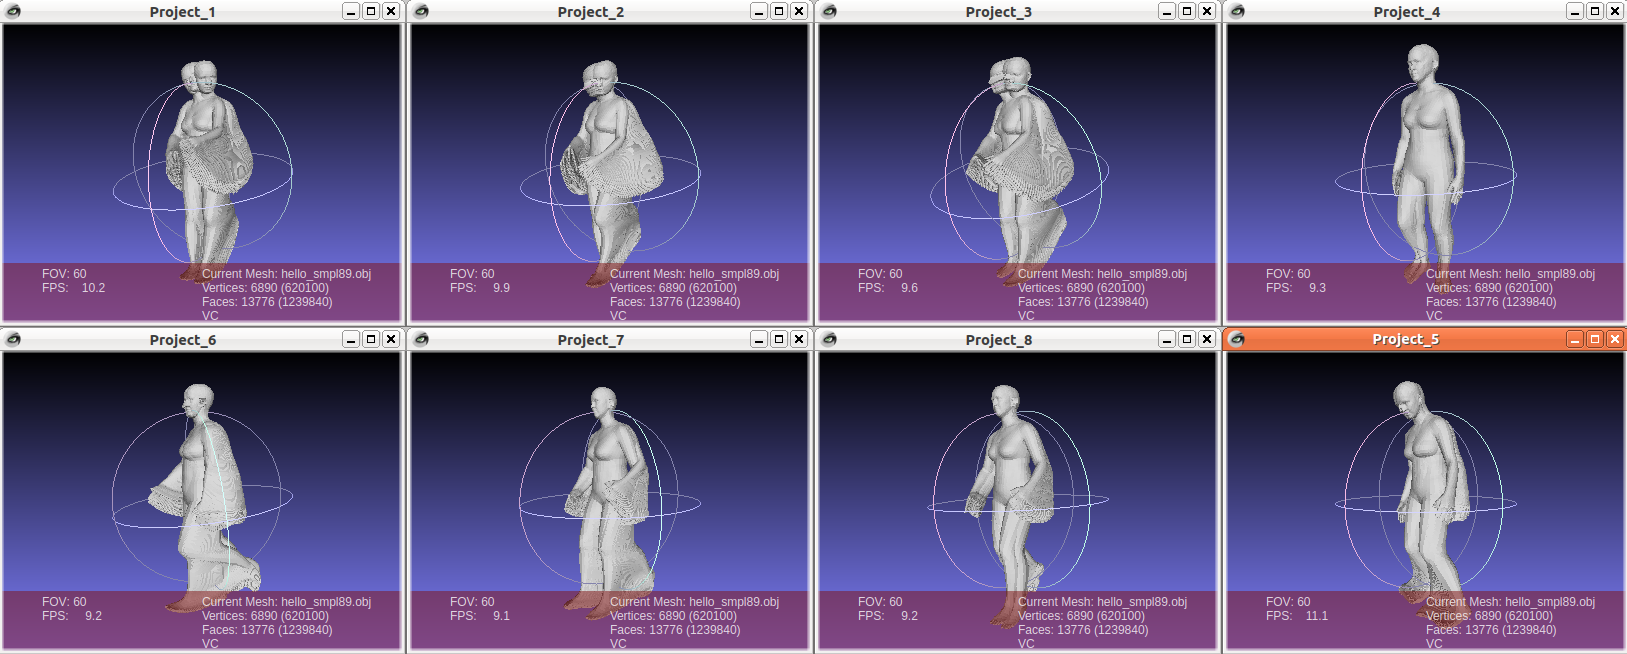 Project_1
FOV: 60
FPS: 10.2
Current Mesh: hello_smpl89.obj
Vertices: 6890 (620100)
Faces: 13776 (1239840)
VC
Project_2
FOV: 60
FPS: 9.9
Current Mesh: hello_smpl89.obj
Vertices: 6890 (620100)
Faces: 13776 (1239840)
VC
Project_3
FOV: 60
FPS: 9.6
Current Mesh: hello_smpl89.obj
Vertices: 6890 (620100)
Faces: 13776 (1239840)
VC
Project_4
FOV: 60
FPS: 9.3
Current Mesh: hello_smpl89.obj
Vertices: 6890 (620100)
Faces: 13776 (1239840)
VC
Project_6
FOV: 60
FPS: 9.2
Current Mesh: hello_smpl89.obj
Vertices: 6890 (620100)
Faces: 13776 (1239840)
VC
Project_7
FOV: 60
FPS: 9.1
Current Mesh: hello_smpl89.obj
Vertices: 6890 (620100)
Faces: 13776 (1239840)
VC
Project_8
FOV: 60
FPS: 9.2
Current Mesh: hello_smpl89.obj
Vertices: 6890 (620100)
Faces: 13776 (1239840)
VC
Project_5
FOV: 60
FPS: 11.1
Current Mesh: hello_smpl89.obj
Vertices: 6890 (620100)
Faces: 13776 (1239840)
VC